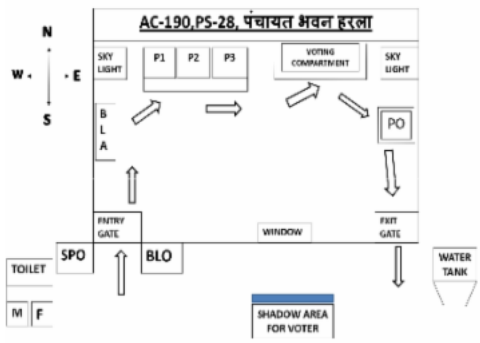 AC-190,PS-28, पंचायत भवन हरला
N
W
E
S
SKY
LIGHT
P1
P2
P3
VOTING
COMPARTMENT
SKY
LIGHT
B
L
A
PO
ENTRY
GATE
WINDOW
EXIT
GATE
SPO
BLO
TOILET
M
F
WATER
TANK
SHADOW AREA
FOR VOTER